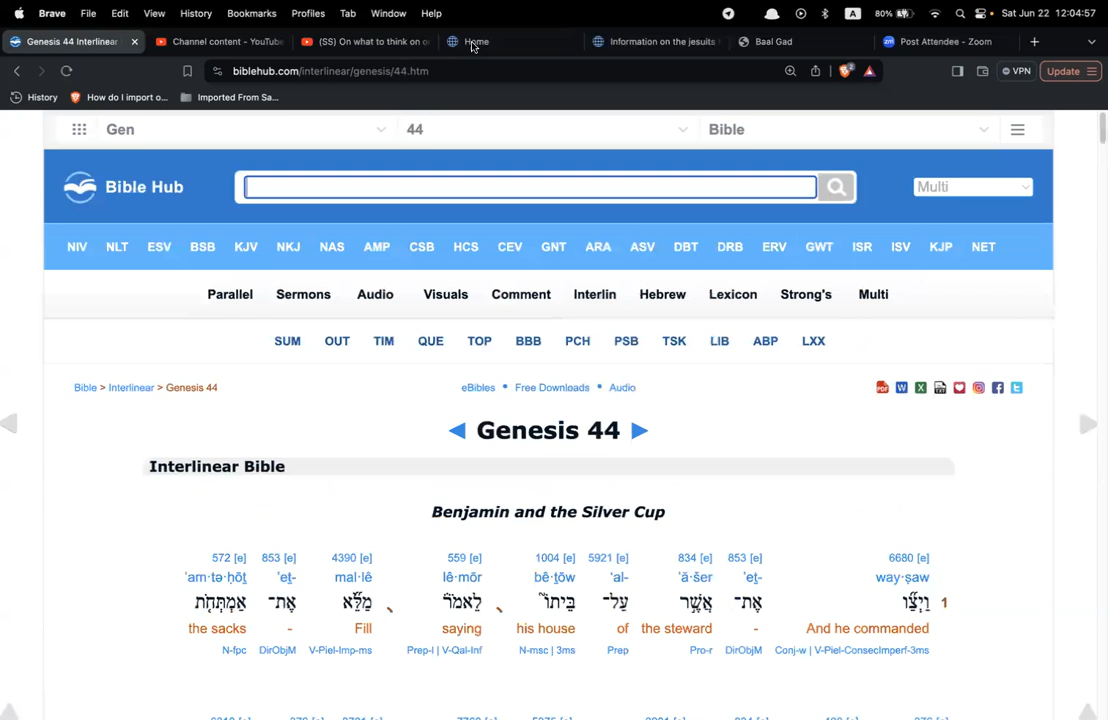 Brave File Edit View History Bookmarks Profiles Tab Window Help A 80% Sat Jun 22 12:04:57
Genesis 44 Interlinear Channel content - YouTube (SS) On what to think on o Home Information on the jesuits Baal Gad zm Post Attendee - Zoom
biblehub.com/interlinear/genesis/44.htm 2 VPN Update
History How do I import o... Imported From Sa...
Gen 44 Bible
Bible Hub Multi
NIV NLT ESV BSB KJV NKJ NAS AMP CSB HCS CEV GNT ARA ASV DBT DRB ERV GWT ISR ISV KJP NET
Parallel Sermons Audio Visuals Comment Interlin Hebrew Lexicon Strong's Multi
SUM OUT TIM QUE TOP BBB PCH PSB TSK LIB ABP LXX
Bible > Interlinear > Genesis 44 eBibles • Free Downloads • Audio PDF W X TXT
◄ Genesis 44 ►
Interlinear Bible
Benjamin and the Silver Cup
572 [e] 853 [e] 4390 [e] 559 [e] 1004 [e] 5921 [e] 834 [e] 853 [e] 6680 [e]
’am·tə·ḥōṯ ’eṯ- mal·lê lê·mōr bê·ṯōw ‘al- ’ă·šer ’eṯ- way·ṣaw
1 וַיְצַ֞ו אֶת־ אֲשֶׁ֣ר עַל־ בֵּיתוֹ֮ לֵאמֹר֒ מַלֵּ֞א אֶת־ אַמְתְּחֹ֤ת
the sacks - Fill saying his house of the steward - And he commanded
N-fpc DirObjM V-Piel-Imp-ms Prep-l | V-Qal-Inf N-msc | 3ms Prep Pro-r DirObjM Conj-w | V-Piel-ConsecImperf-3ms